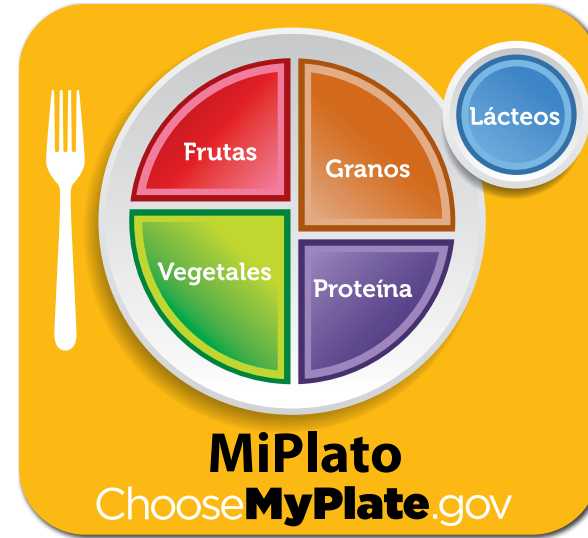 Lácteos
Frutas
Granos
Vegetales
Proteína
MiPlato
ChooseMyPlate.gov